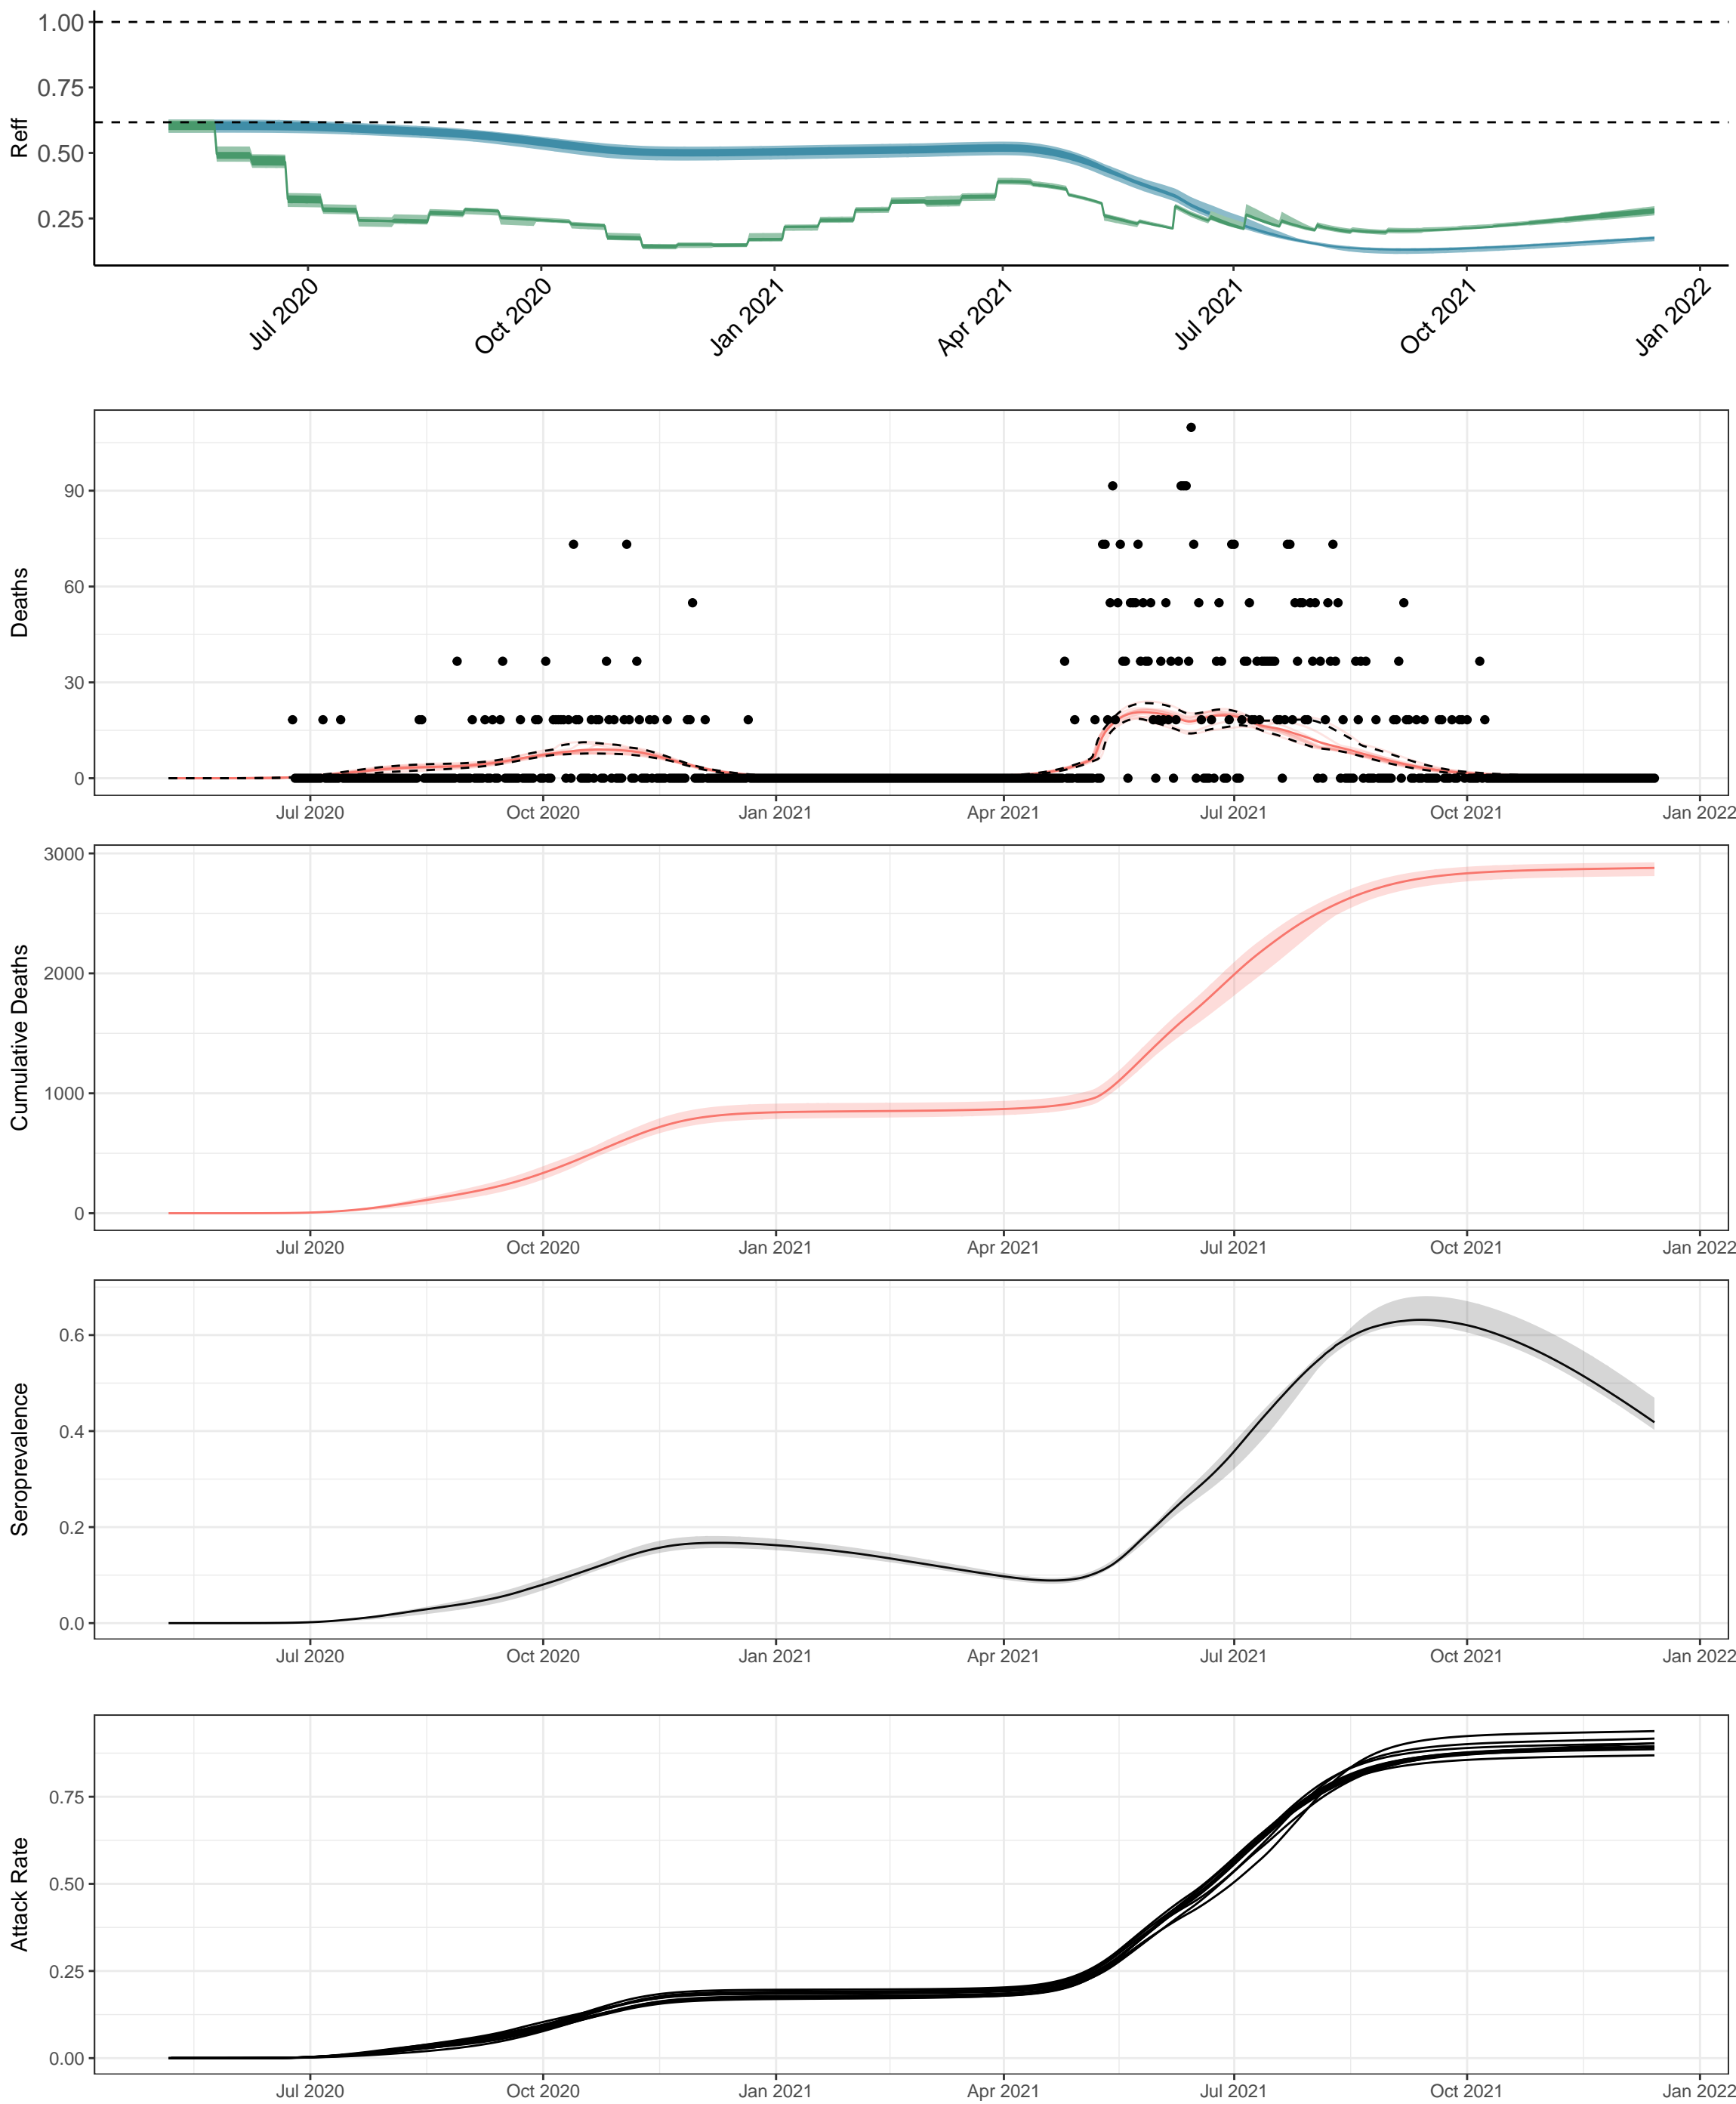 Reff
1.00
0.75
0.50
0.25
Jul 2020
Oct 2020
Jan 2021
Apr 2021
Jul 2021
Oct 2021
Jan 2022
Deaths
90
60
30
0
Jul 2020
Oct 2020
Jan 2021
Apr 2021
Jul 2021
Oct 2021
Jan 2022
Cumulative Deaths
3000
2000
1000
0
Jul 2020
Oct 2020
Jan 2021
Apr 2021
Jul 2021
Oct 2021
Jan 2022
Seroprevalence
0.6
0.4
0.2
0.0
Jul 2020
Oct 2020
Jan 2021
Apr 2021
Jul 2021
Oct 2021
Jan 2022
Attack Rate
0.75
0.50
0.25
0.00
Jul 2020
Oct 2020
Jan 2021
Apr 2021
Jul 2021
Oct 2021
Jan 2022